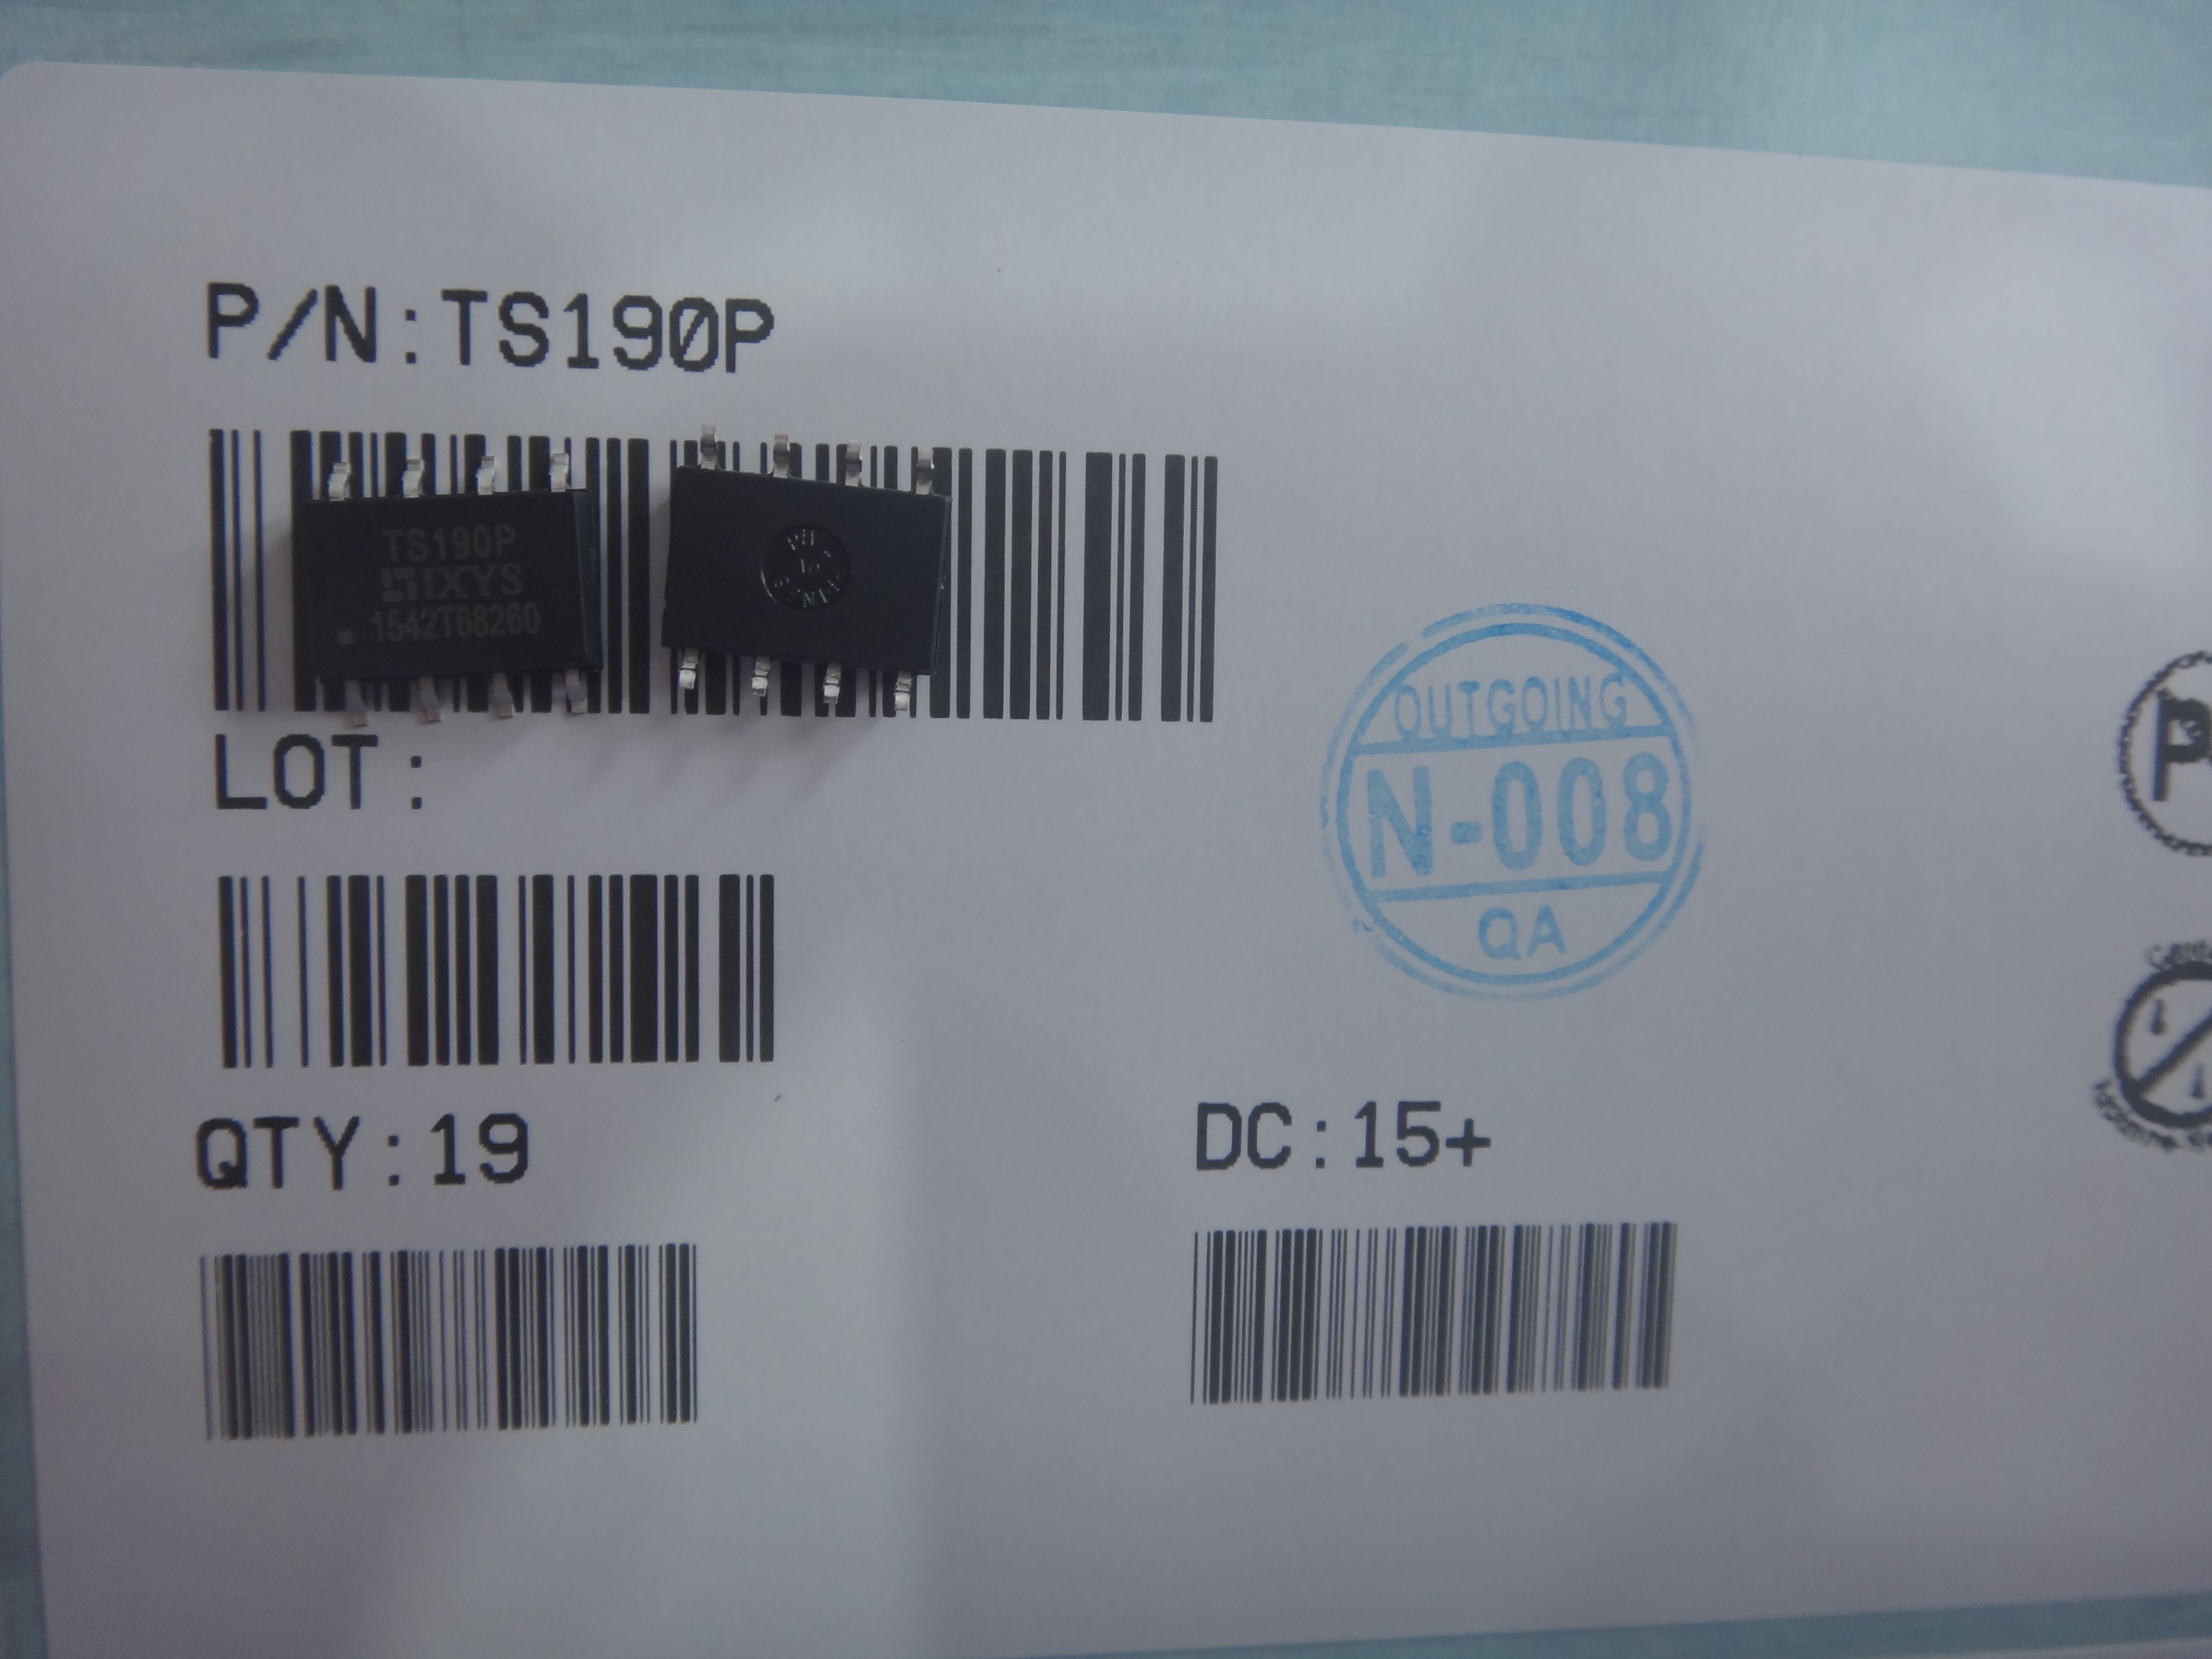 P/N:TS190P
TS190P
IXYS
1542T68260
LOT:
OUTGOING
N-008
QA
QTY:19
DC:15+